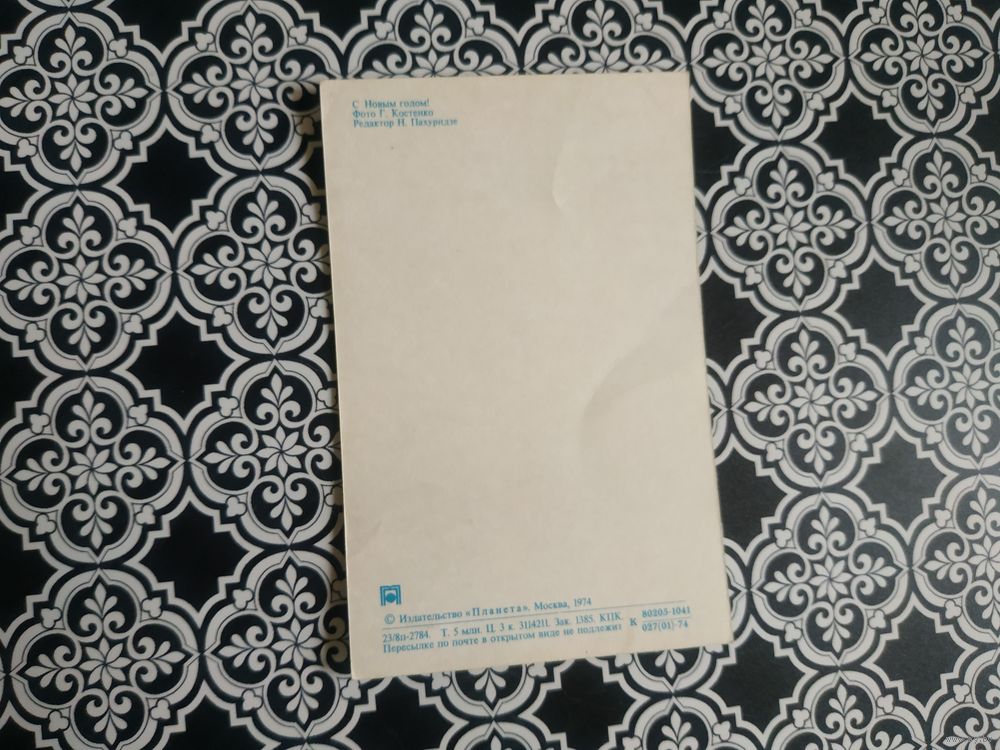 С Новым годом!
Фото Г. Костенко
Редактор Н. Пахуридзе
© Издательство «Планета». Москва, 1974
23/8п-2784. Т. 5 млн. Ц. 3 к. ЗП4211. Зак. 1385. КПК. К 80205-1041
027(01)-74
Пересылке по почте в открытом виде не подлежит